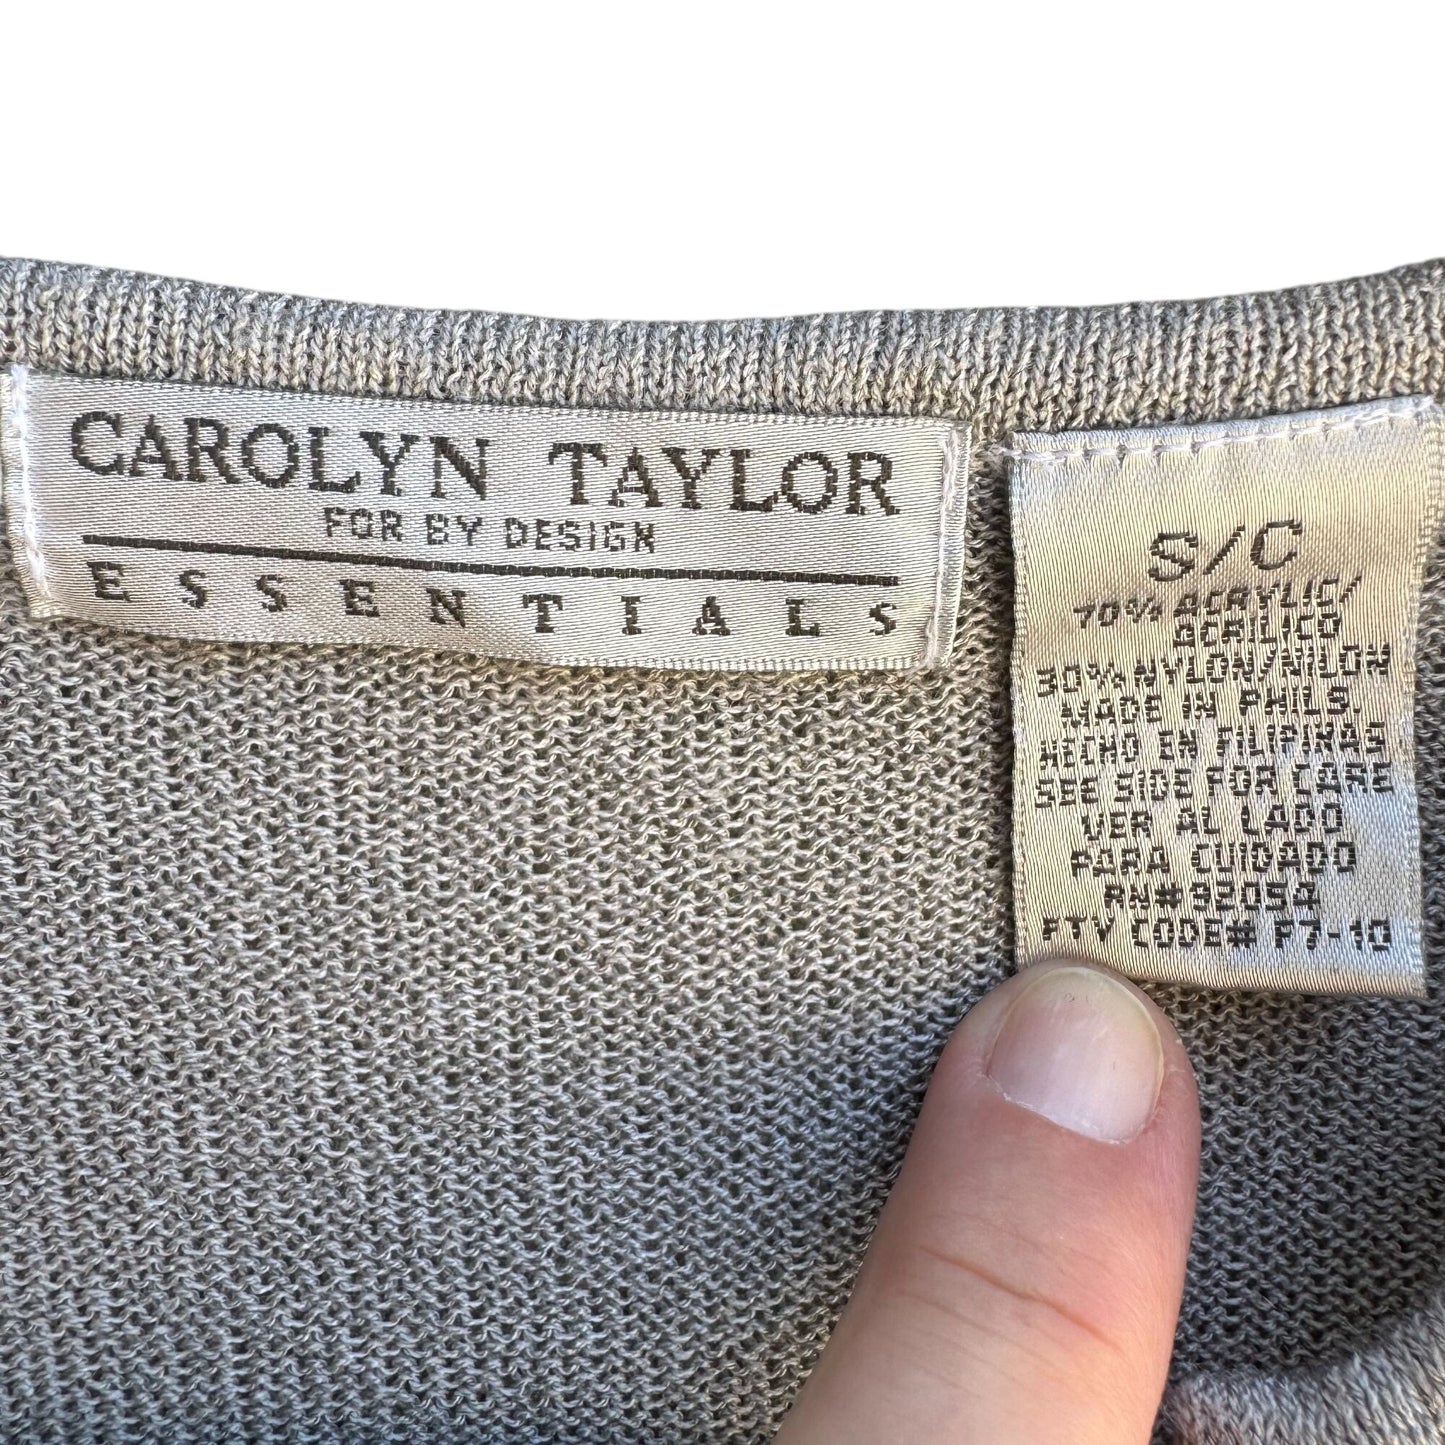 CAROLYN TAYLOR
FOR BY DESIGN
ESSENTIALS
S/C
70% ACRYLIC/
ACRILICO
30% NYLON/NILON
MADE IN PHILS.
HECHO EN FILIPINAS
SEE SIDE FOR CARE
VER AL LADO
PARA CUIDADO
RN# 92054
FTY CODE# P7-10